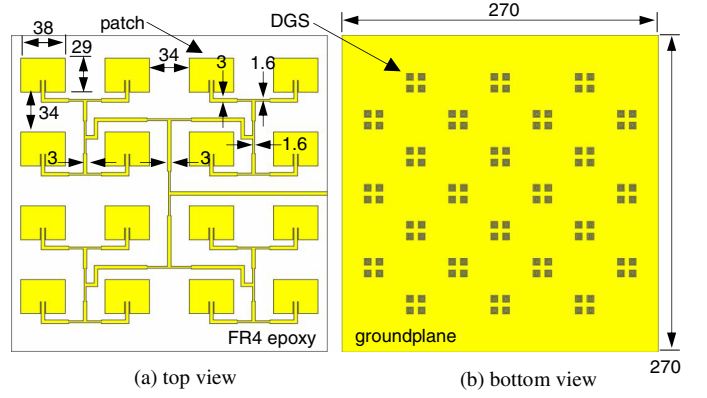 patch
DGS
270
38
29
34
3
1.6
34
1.6
3
3
FR4 epoxy
groundplane
270
(a) top view
(b) bottom view